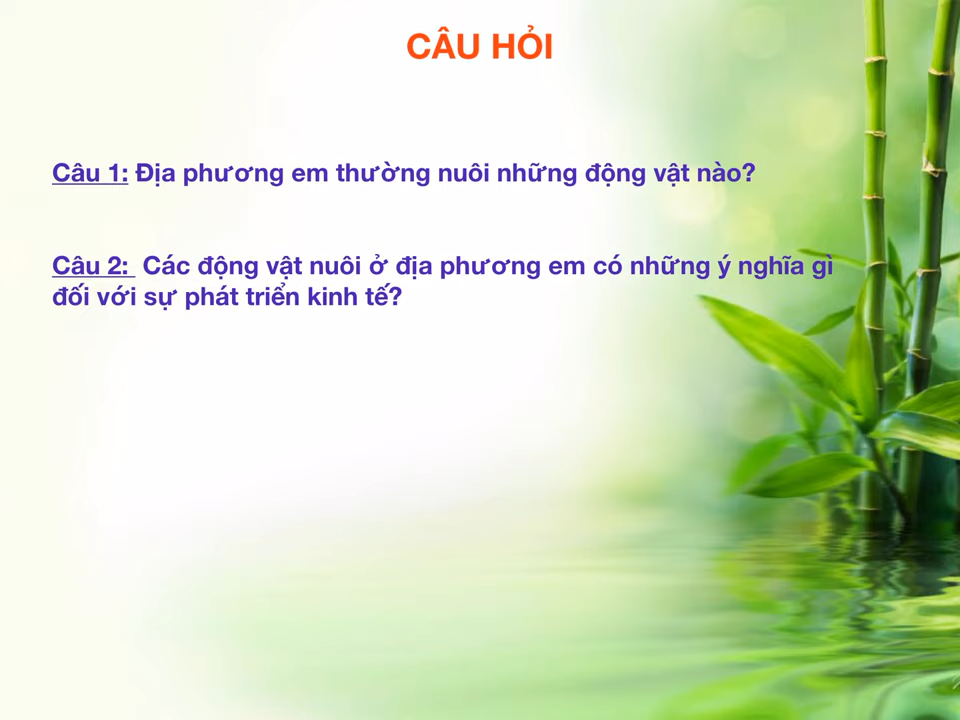 CÂU HỎI
Câu 1: Địa phương em thường nuôi những động vật nào?
Câu 2:  Các động vật nuôi ở địa phương em có những ý nghĩa gì
đối với sự phát triển kinh tế?